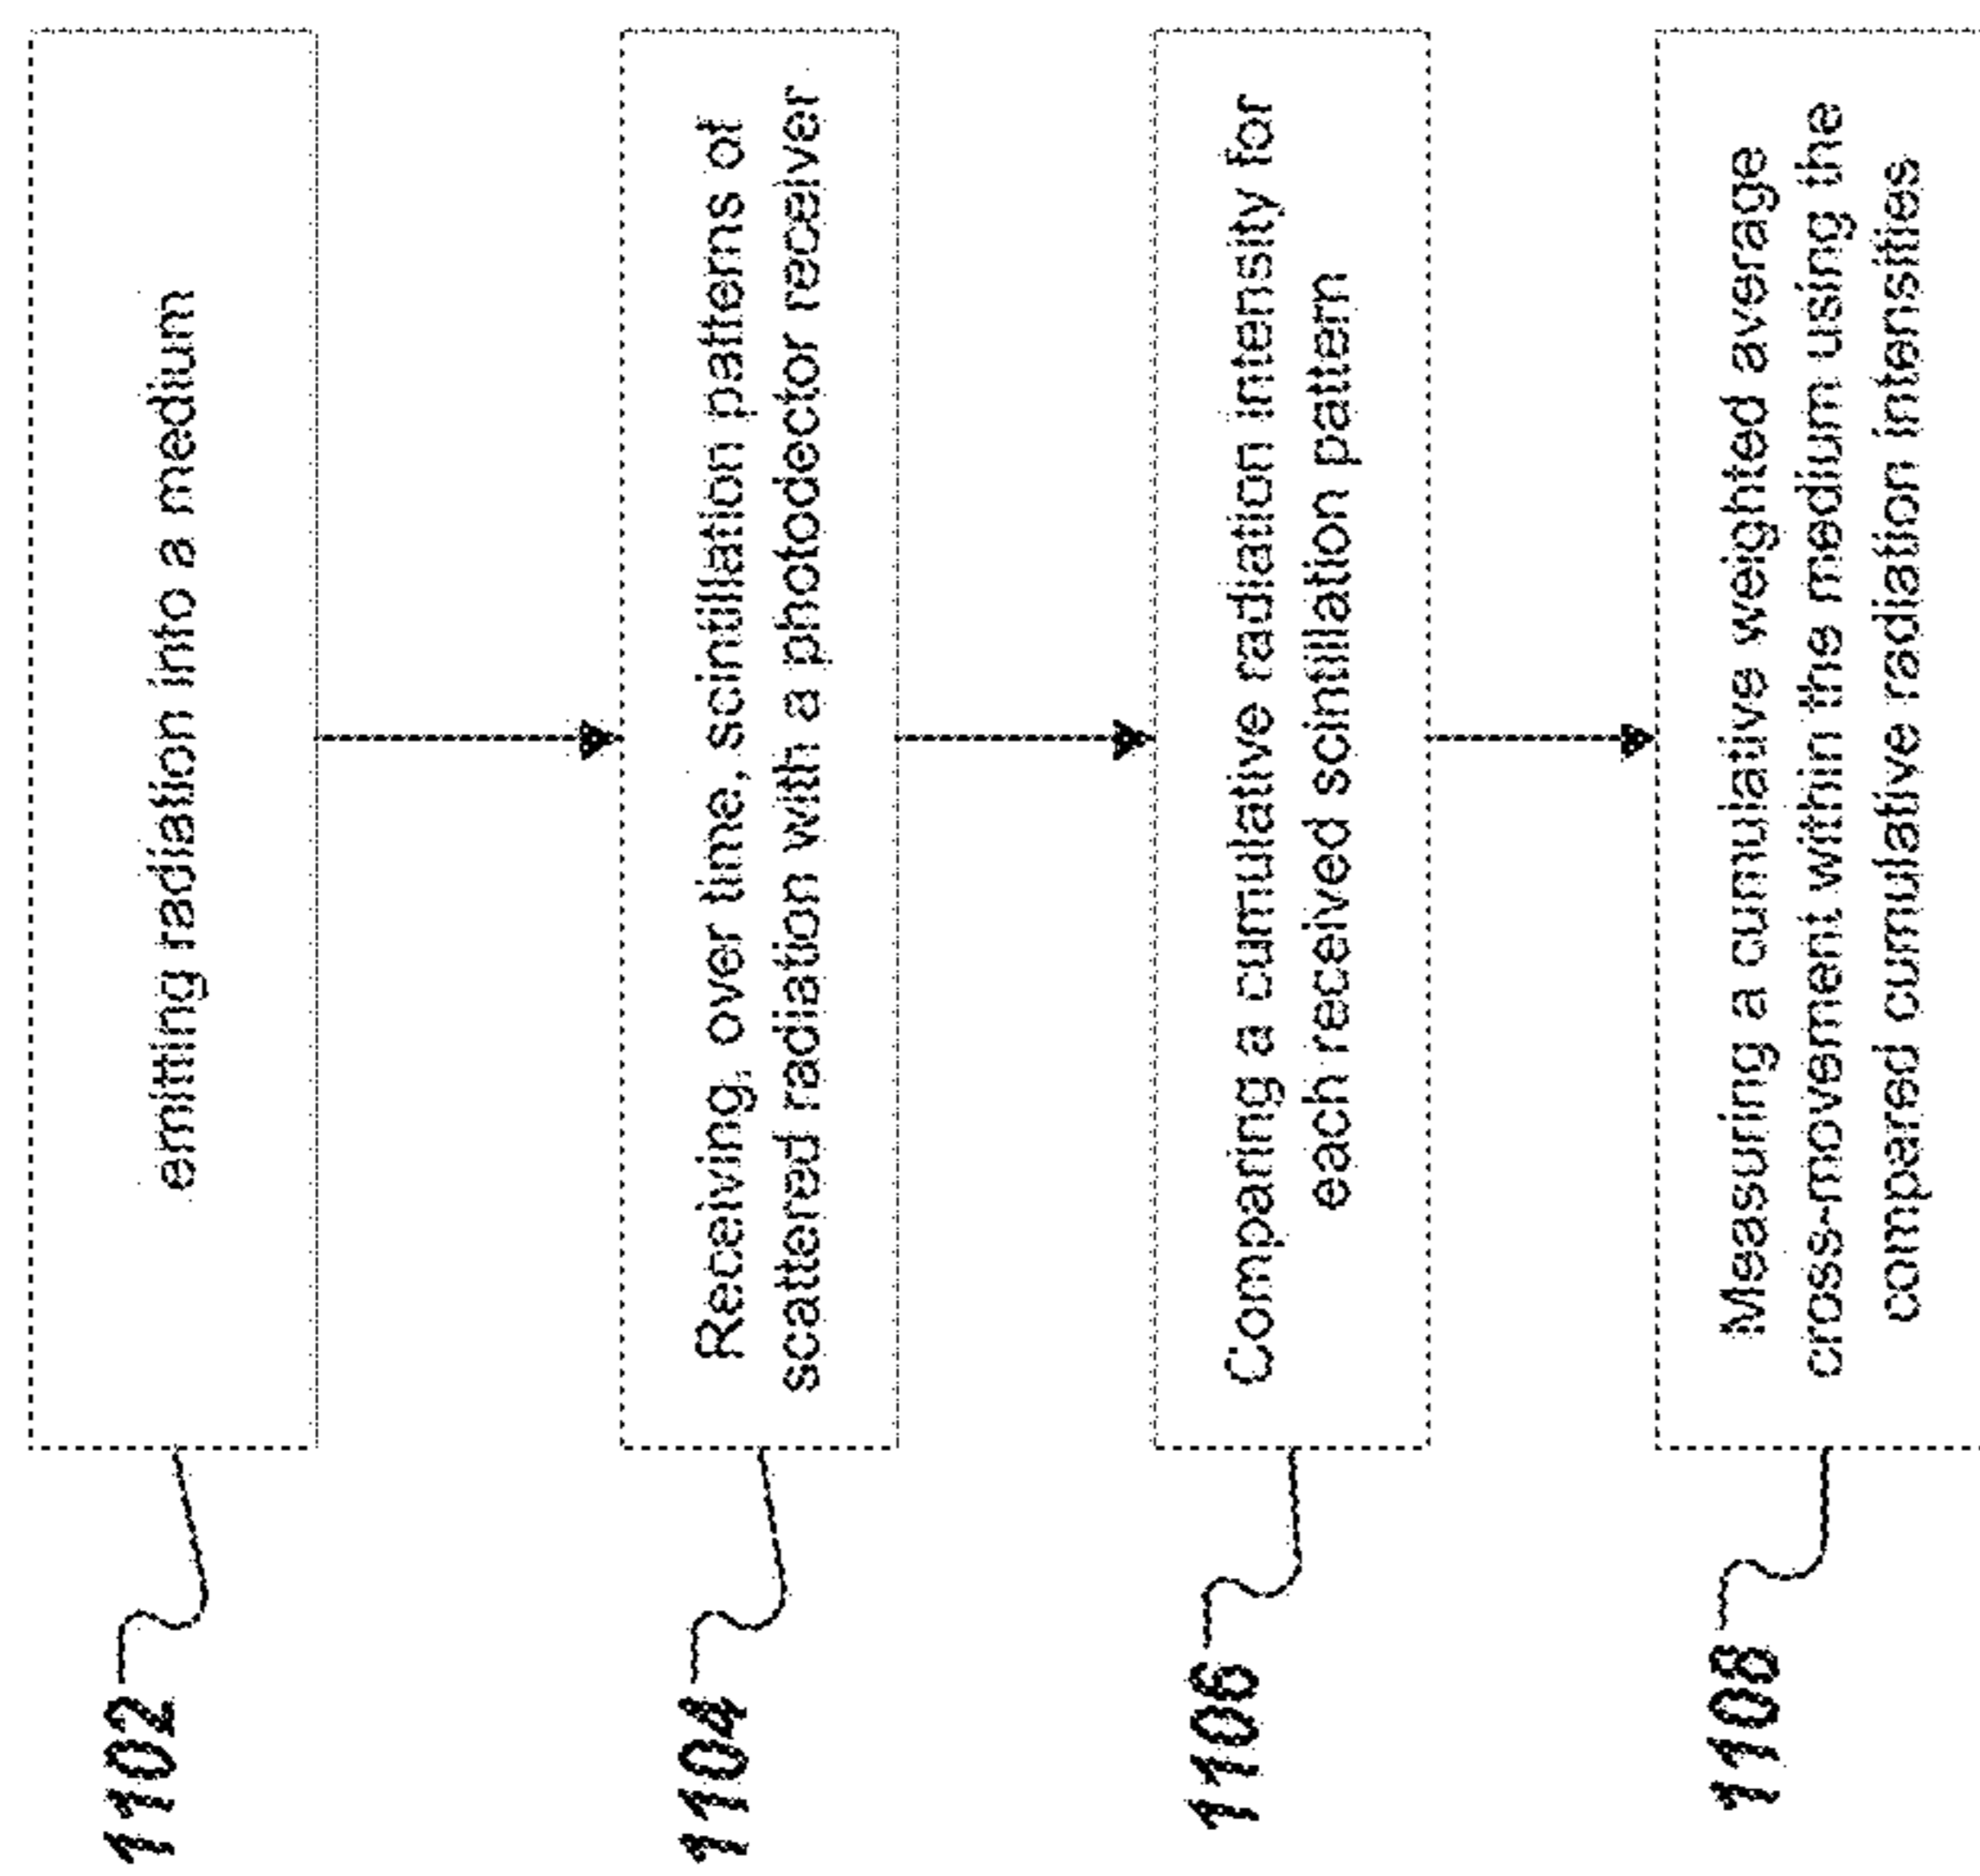 1102
emitting radiation into a medium
1104
Receiving, over time, scintillation patterns of
scattered radiation with a photodector receiver
1106
Comparing a cumulative radiation intensity for
each received scintillation pattern
1108
Measuring a cumulative weighted average
cross-movement within the medium using the
compared cumulative radiation intensities